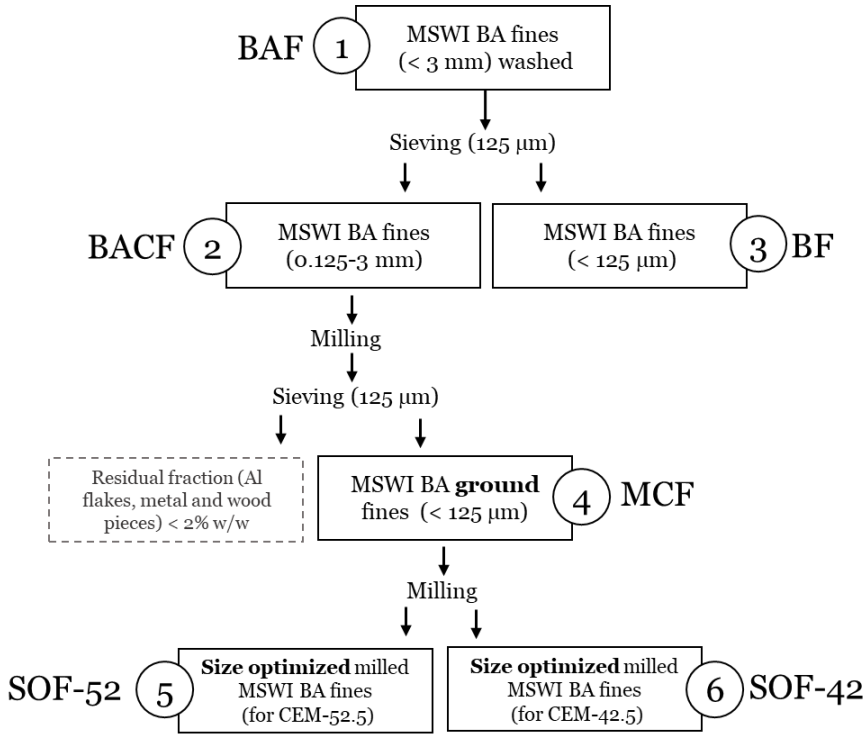 BAF
1
MSWI BA fines
(< 3 mm) washed
Sieving (125 µm)
BACF
2
MSWI BA fines
(0.125-3 mm)
MSWI BA fines
(< 125 µm)
3
BF
Milling
Sieving (125 µm)
Residual fraction (Al
flakes, metal and wood
pieces) < 2% w/w
MSWI BA ground
fines (< 125 µm)
4
MCF
Milling
SOF-52
5
Size optimized milled
MSWI BA fines
(for CEM-52.5)
Size optimized milled
MSWI BA fines
(for CEM-42.5)
6
SOF-42